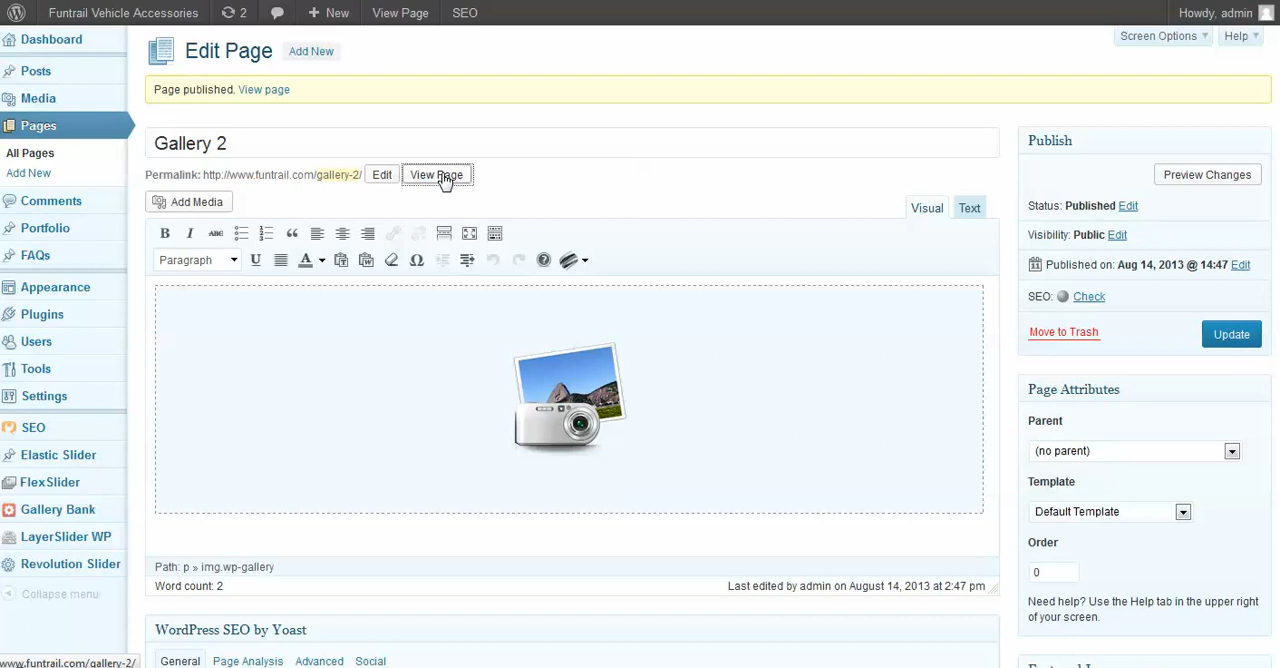 Funtrail Vehicle Accessories 2 New View Page SEO Howdy, admin
Dashboard
Posts
Media
Pages
All Pages
Add New
Comments
Portfolio
FAQs
Appearance
Plugins
Users
Tools
Settings
SEO
Elastic Slider
FlexSlider
Gallery Bank
LayerSlider WP
Revolution Slider
Collapse menu
www.funtrail.com/gallery-2/
Screen Options Help
Edit Page Add New
Page published. View page
Gallery 2
Permalink: http://www.funtrail.com/gallery-2/ Edit View Page
Add Media
Visual Text
B I ABC
Paragraph U A
Path: p » img.wp-gallery
Word count: 2 Last edited by admin on August 14, 2013 at 2:47 pm
WordPress SEO by Yoast
General Page Analysis Advanced Social
Publish
Preview Changes
Status: Published Edit
Visibility: Public Edit
Published on: Aug 14, 2013 @ 14:47 Edit
SEO: Check
Move to Trash Update
Page Attributes
Parent
(no parent)
Template
Default Template
Order
0
Need help? Use the Help tab in the upper right
of your screen.